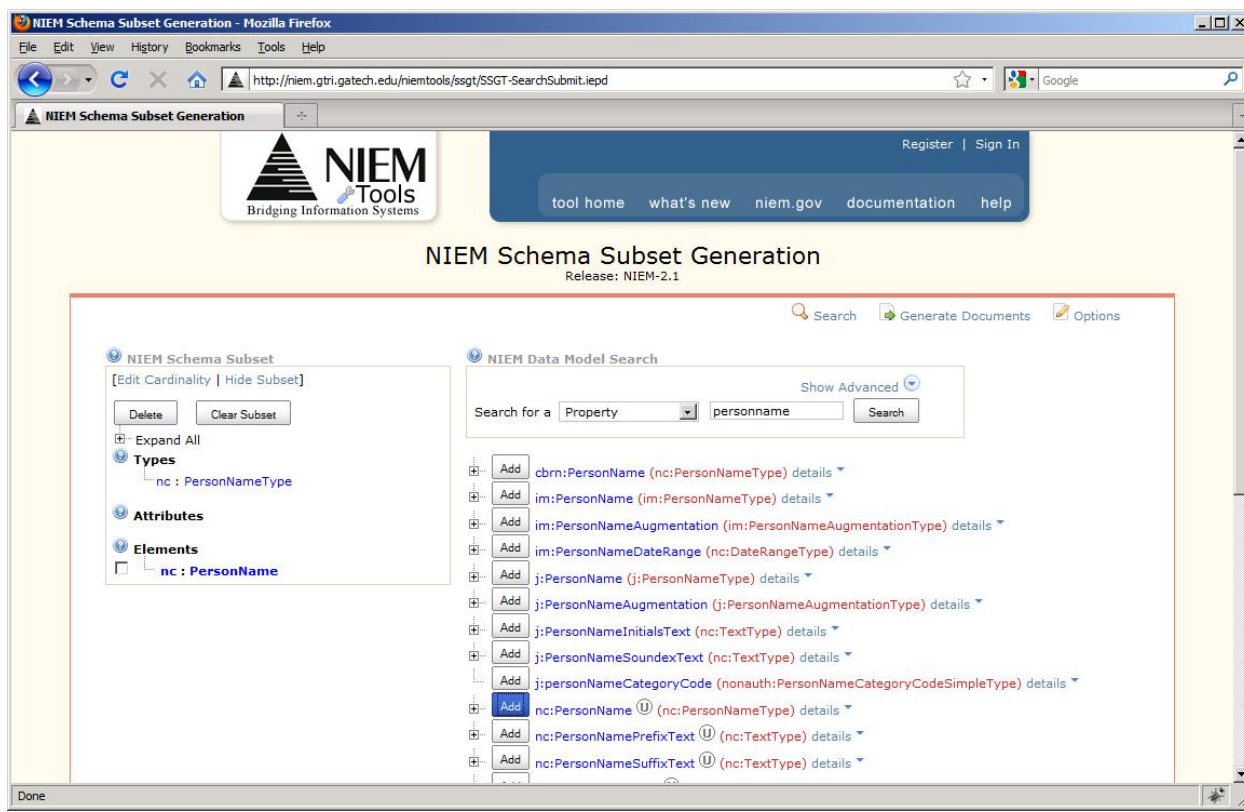 NIEM Schema Subset Generation - Mozilla Firefox
File Edit View History Bookmarks Tools Help
http://niem.gtri.gatech.edu/niemtools/ssgt/SSGT-SearchSubmit.iepd
Google
NIEM Schema Subset Generation
Register | Sign In
NIEM
Tools
Bridging Information Systems
tool home what's new niem.gov documentation help
NIEM Schema Subset Generation
Release: NIEM-2.1
Search Generate Documents Options
NIEM Schema Subset
[Edit Cardinality | Hide Subset]
Delete Clear Subset
Expand All
Types
nc : PersonNameType
Attributes
Elements
nc : PersonName
NIEM Data Model Search
Show Advanced
Search for a Property personname Search
Add cbrn:PersonName (nc:PersonNameType) details
Add im:PersonName (im:PersonNameType) details
Add im:PersonNameAugmentation (im:PersonNameAugmentationType) details
Add im:PersonNameDateRange (nc:DateRangeType) details
Add j:PersonName (j:PersonNameType) details
Add j:PersonNameAugmentation (j:PersonNameAugmentationType) details
Add j:PersonNameInitialsText (nc:TextType) details
Add j:PersonNameSoundexText (nc:TextType) details
Add j:personNameCategoryCode (nonauth:PersonNameCategoryCodeSimpleType) details
Add nc:PersonName U (nc:PersonNameType) details
Add nc:PersonNamePrefixText U (nc:TextType) details
Add nc:PersonNameSuffixText U (nc:TextType) details
Done